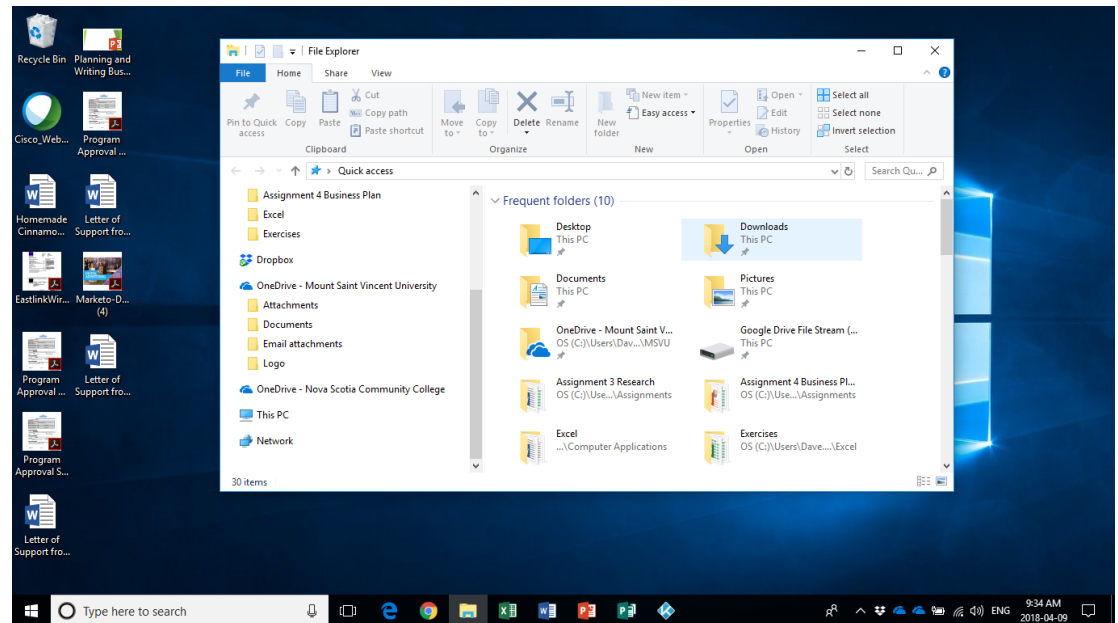 Recycle Bin
Planning and
Writing Bus...
Cisco_Web...
Program
Approval ...
Homemade
Cinnamo...
Letter of
Support fro...
EastlinkWir...
Marketo-D...
(4)
Program
Approval ...
Letter of
Support fro...
Program
Approval S...
Letter of
Support fro...
File Explorer
File Home Share View
Pin to Quick
access
Copy
Paste
Cut
Copy path
Paste shortcut
Clipboard
Move
to
Copy
to
Delete
Rename
Organize
New
folder
New item
Easy access
New
Properties
Open
Edit
History
Open
Select all
Select none
Invert selection
Select
Quick access
Search Qu...
Assignment 4 Business Plan
Excel
Exercises
Dropbox
OneDrive - Mount Saint Vincent University
Attachments
Documents
Email attachments
Logo
OneDrive - Nova Scotia Community College
This PC
Network
Frequent folders (10)
Desktop
This PC
Downloads
This PC
Documents
This PC
Pictures
This PC
OneDrive - Mount Saint V...
OS (C:)\Users\Dav...\MSVU
Google Drive File Stream (...
This PC
Assignment 3 Research
OS (C:)\Use...\Assignments
Assignment 4 Business Pl...
OS (C:)\Use...\Assignments
Excel
...\Computer Applications
Exercises
OS (C:)\Users\Dave....\Excel
30 items
Type here to search
ENG
9:34 AM
2018-04-09